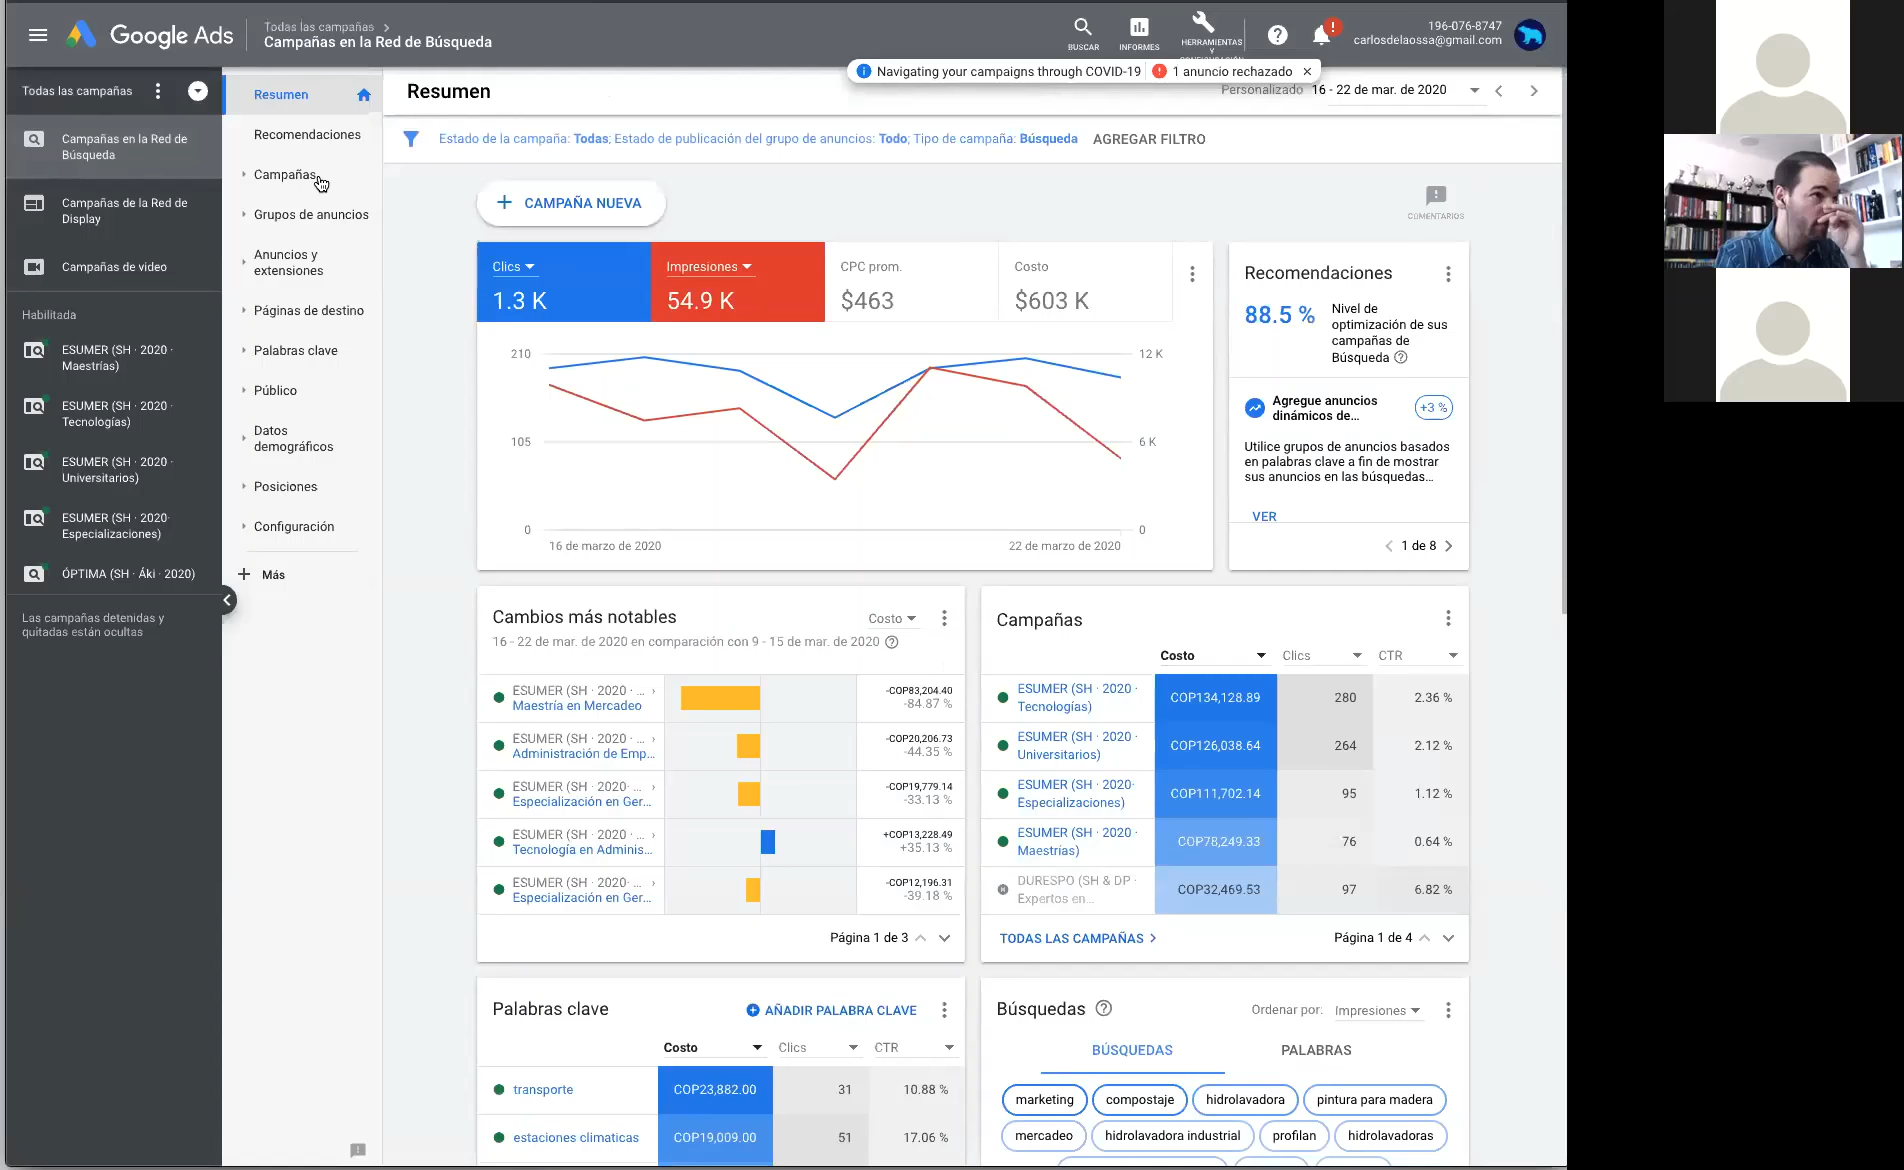 Google Ads
Todas las campañas
Campañas en la Red de Búsqueda
BUSCAR
INFORMES
HERRAMIENTAS
Y
196-076-8747
carlosdelaossa@gmail.com
Navigating your campaigns through COVID-19
1 anuncio rechazado
Todas las campañas
Campañas en la Red de
Búsqueda
Campañas de la Red de
Display
Campañas de video
Habilitada
ESUMER (SH · 2020 ·
Maestrías)
ESUMER (SH · 2020 ·
Tecnologías)
ESUMER (SH · 2020 ·
Universitarios)
ESUMER (SH · 2020·
Especializaciones)
ÓPTIMA (SH · Áki · 2020)
Las campañas detenidas y
quitadas están ocultas
Resumen
Recomendaciones
Campañas
Grupos de anuncios
Anuncios y
extensiones
Páginas de destino
Palabras clave
Público
Datos
demográficos
Posiciones
Configuración
Más
Resumen
Personalizado 16 - 22 de mar. de 2020
Estado de la campaña: Todas; Estado de publicación del grupo de anuncios: Todo; Tipo de campaña: Búsqueda
AGREGAR FILTRO
CAMPAÑA NUEVA
COMENTARIOS
Clics
1.3 K
Impresiones
54.9 K
CPC prom.
$463
Costo
$603 K
210
105
0
12 K
6 K
0
16 de marzo de 2020
22 de marzo de 2020
Recomendaciones
88.5 %
Nivel de
optimización de sus
campañas de
Búsqueda
Agregue anuncios
dinámicos de...
+3 %
Utilice grupos de anuncios basados
en palabras clave a fin de mostrar
sus anuncios en las búsquedas...
VER
1 de 8
Cambios más notables
Costo
16 - 22 de mar. de 2020 en comparación con 9 - 15 de mar. de 2020
ESUMER (SH · 2020 · ...
Maestría en Mercadeo
-COP83,204.40
-84.87 %
ESUMER (SH · 2020 · ...
Administración de Emp...
-COP20,206.73
-44.35 %
ESUMER (SH · 2020· ...
Especialización en Ger...
-COP19,779.14
-33.13 %
ESUMER (SH · 2020 · ...
Tecnología en Adminis...
+COP13,228.49
+35.13 %
ESUMER (SH · 2020· ...
Especialización en Ger...
-COP12,196.31
-39.18 %
Página 1 de 3
Campañas
Costo Clics CTR
ESUMER (SH · 2020 ·
Tecnologías)
COP134,128.89 280 2.36 %
ESUMER (SH · 2020 ·
Universitarios)
COP126,038.64 264 2.12 %
ESUMER (SH · 2020·
Especializaciones)
COP111,702.14 95 1.12 %
ESUMER (SH · 2020 ·
Maestrías)
COP78,249.33 76 0.64 %
DURESPO (SH & DP ·
Expertos en...
COP32,469.53 97 6.82 %
TODAS LAS CAMPAÑAS
Página 1 de 4
Palabras clave
AÑADIR PALABRA CLAVE
Costo Clics CTR
transporte COP23,882.00 31 10.88 %
estaciones climaticas COP19,009.00 51 17.06 %
Búsquedas
Ordenar por: Impresiones
BÚSQUEDAS
PALABRAS
marketing compostaje hidrolavadora pintura para madera
mercadeo hidrolavadora industrial profilan hidrolavadoras